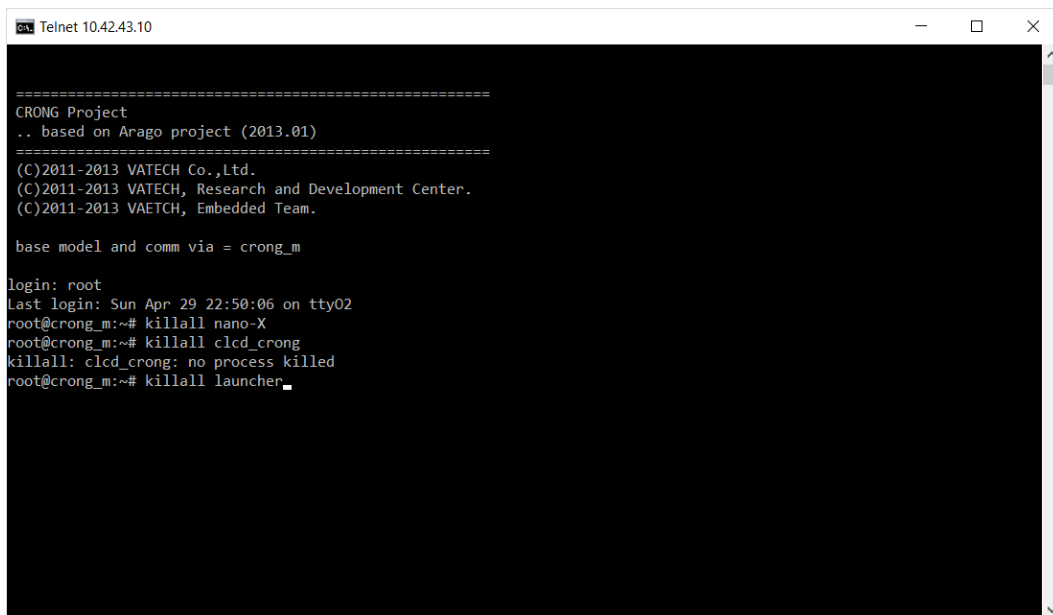 Telnet 10.42.43.10
=======================================================
CRONG Project
.. based on Arago project (2013.01)
=======================================================
(C)2011-2013 VATECH Co.,Ltd.
(C)2011-2013 VATECH, Research and Development Center.
(C)2011-2013 VAETCH, Embedded Team.
base model and comm via = crong_m
login: root
Last login: Sun Apr 29 22:50:06 on ttyO2
root@crong_m:~# killall nano-X
root@crong_m:~# killall clcd_crong
killall: clcd_crong: no process killed
root@crong_m:~# killall launcher